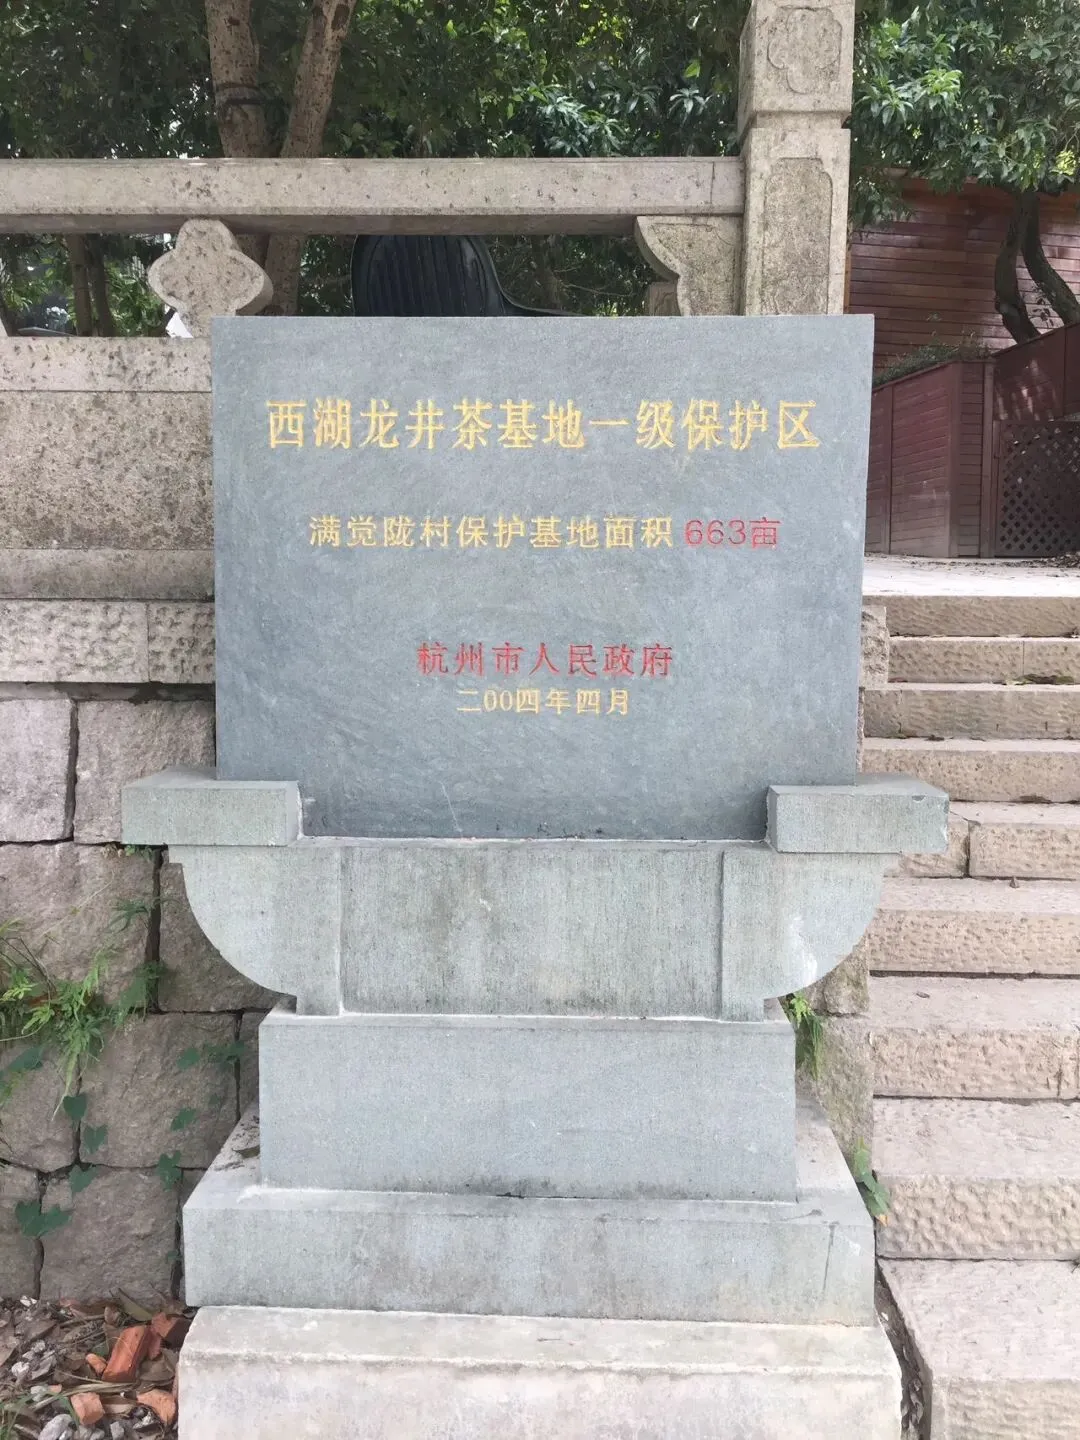 西湖龙井茶基地一级保护区
满觉陇村保护基地面积 663亩
杭州市人民政府
二00四年四月